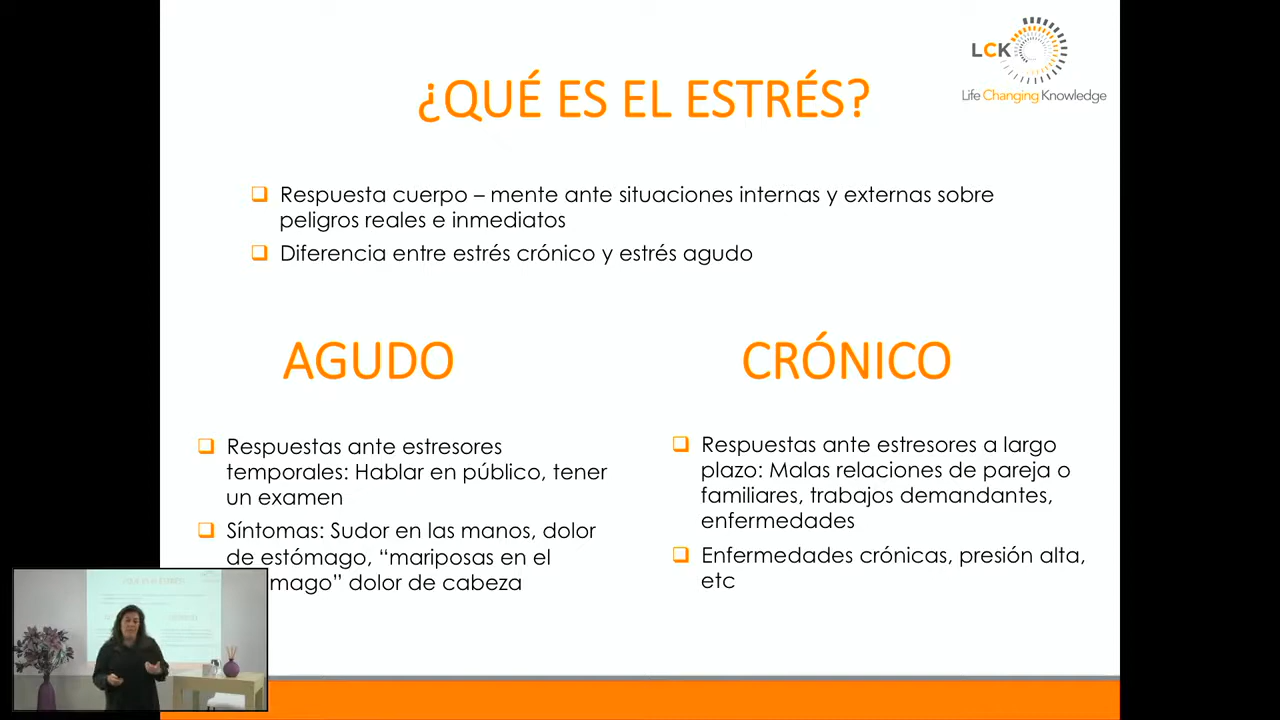 LCK
Life Changing Knowledge
¿QUÉ ES EL ESTRÉS?
Respuesta cuerpo – mente ante situaciones internas y externas sobre
peligros reales e inmediatos
Diferencia entre estrés crónico y estrés agudo
AGUDO
Respuestas ante estresores
temporales: Hablar en público, tener
un examen
Síntomas: Sudor en las manos, dolor
de estómago, “mariposas en el
mago” dolor de cabeza
CRÓNICO
Respuestas ante estresores a largo
plazo: Malas relaciones de pareja o
familiares, trabajos demandantes,
enfermedades
Enfermedades crónicas, presión alta,
etc